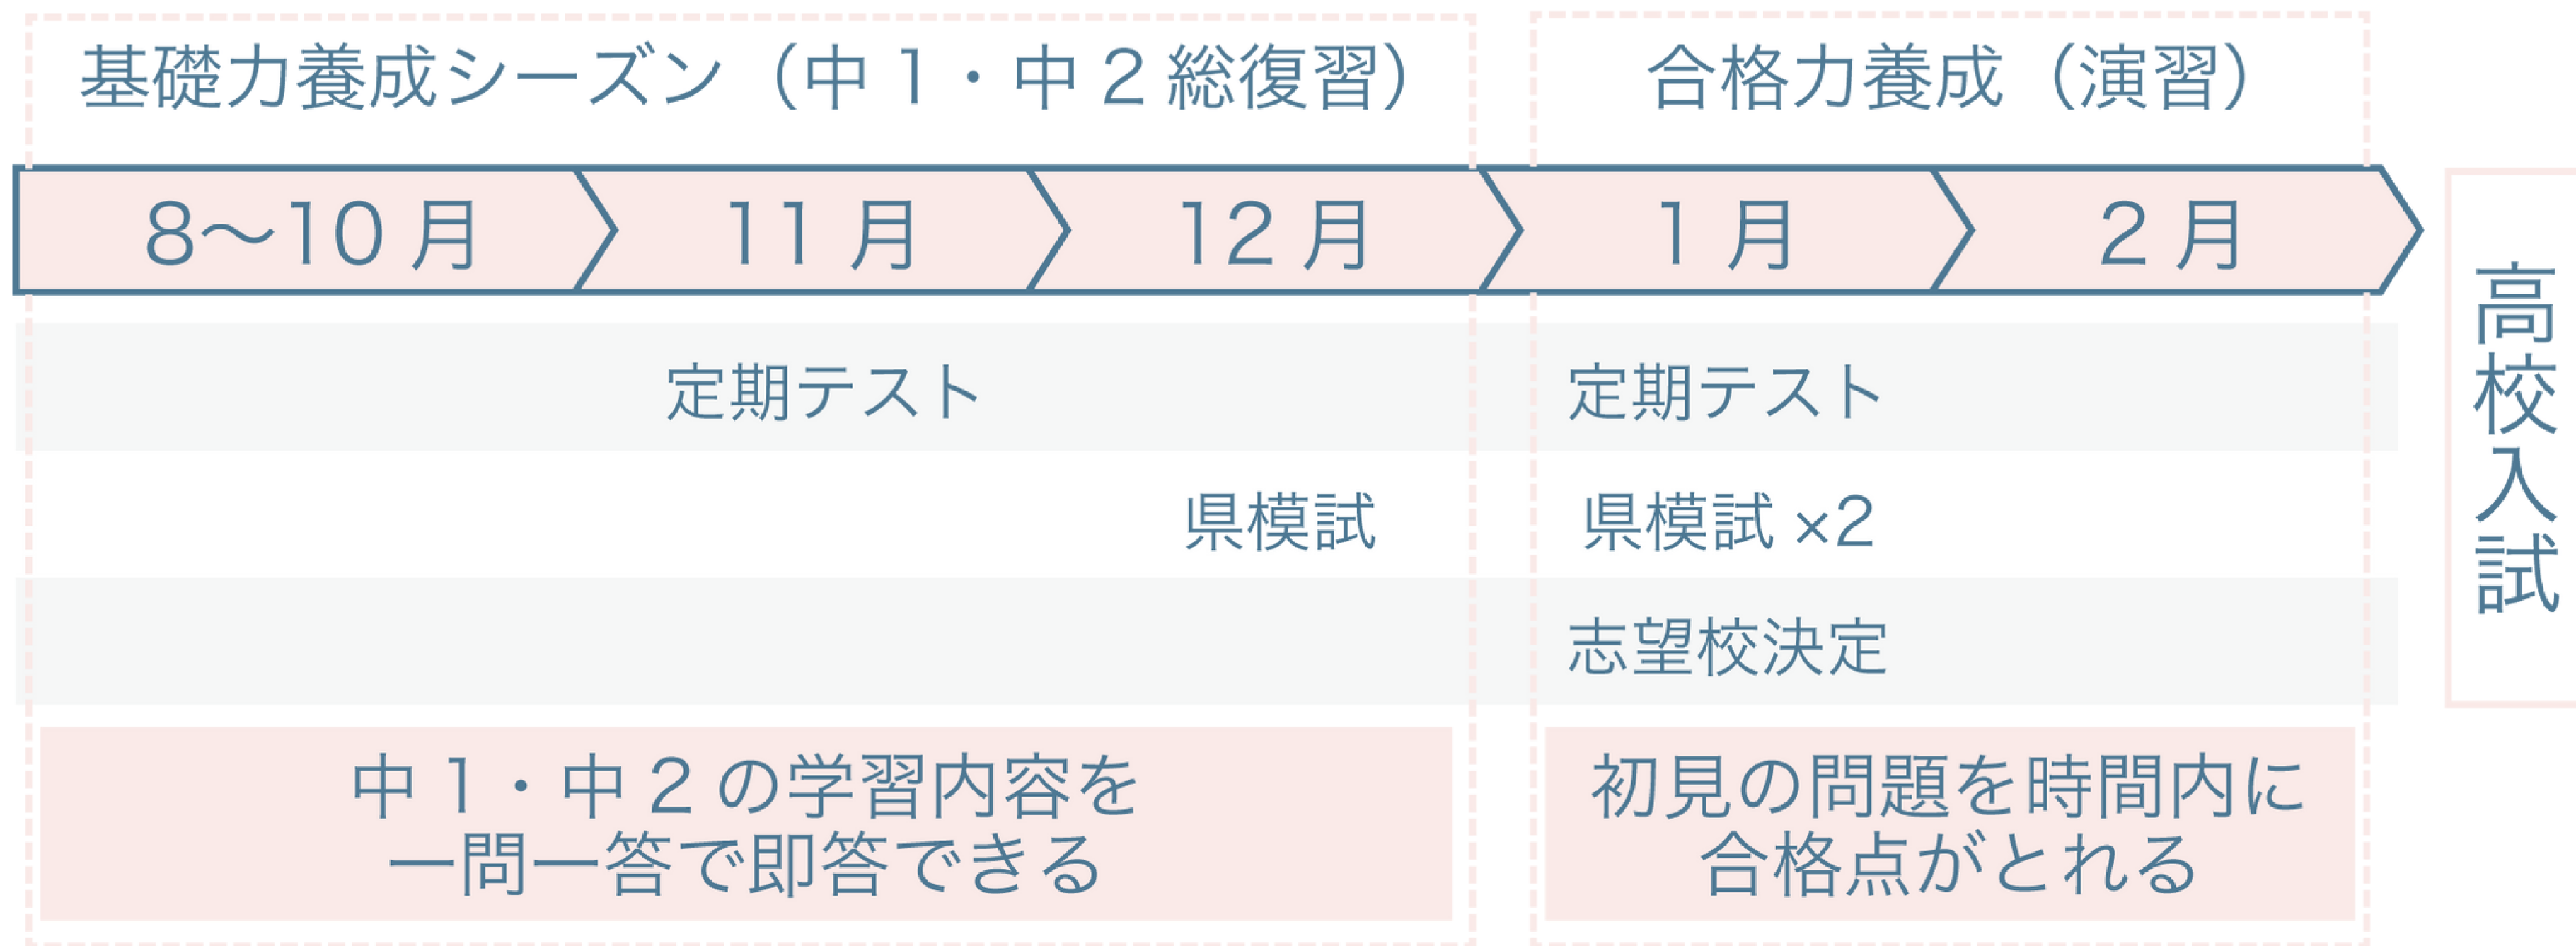 基礎力養成シーズン（中1・中2総復習）
合格力養成（演習）
8〜10月
11月
12月
1月
2月
高校入試
定期テスト
定期テスト
県模試
県模試×2
志望校決定
中1・中2の学習内容を
一問一答で即答できる
初見の問題を時間内に
合格点がとれる